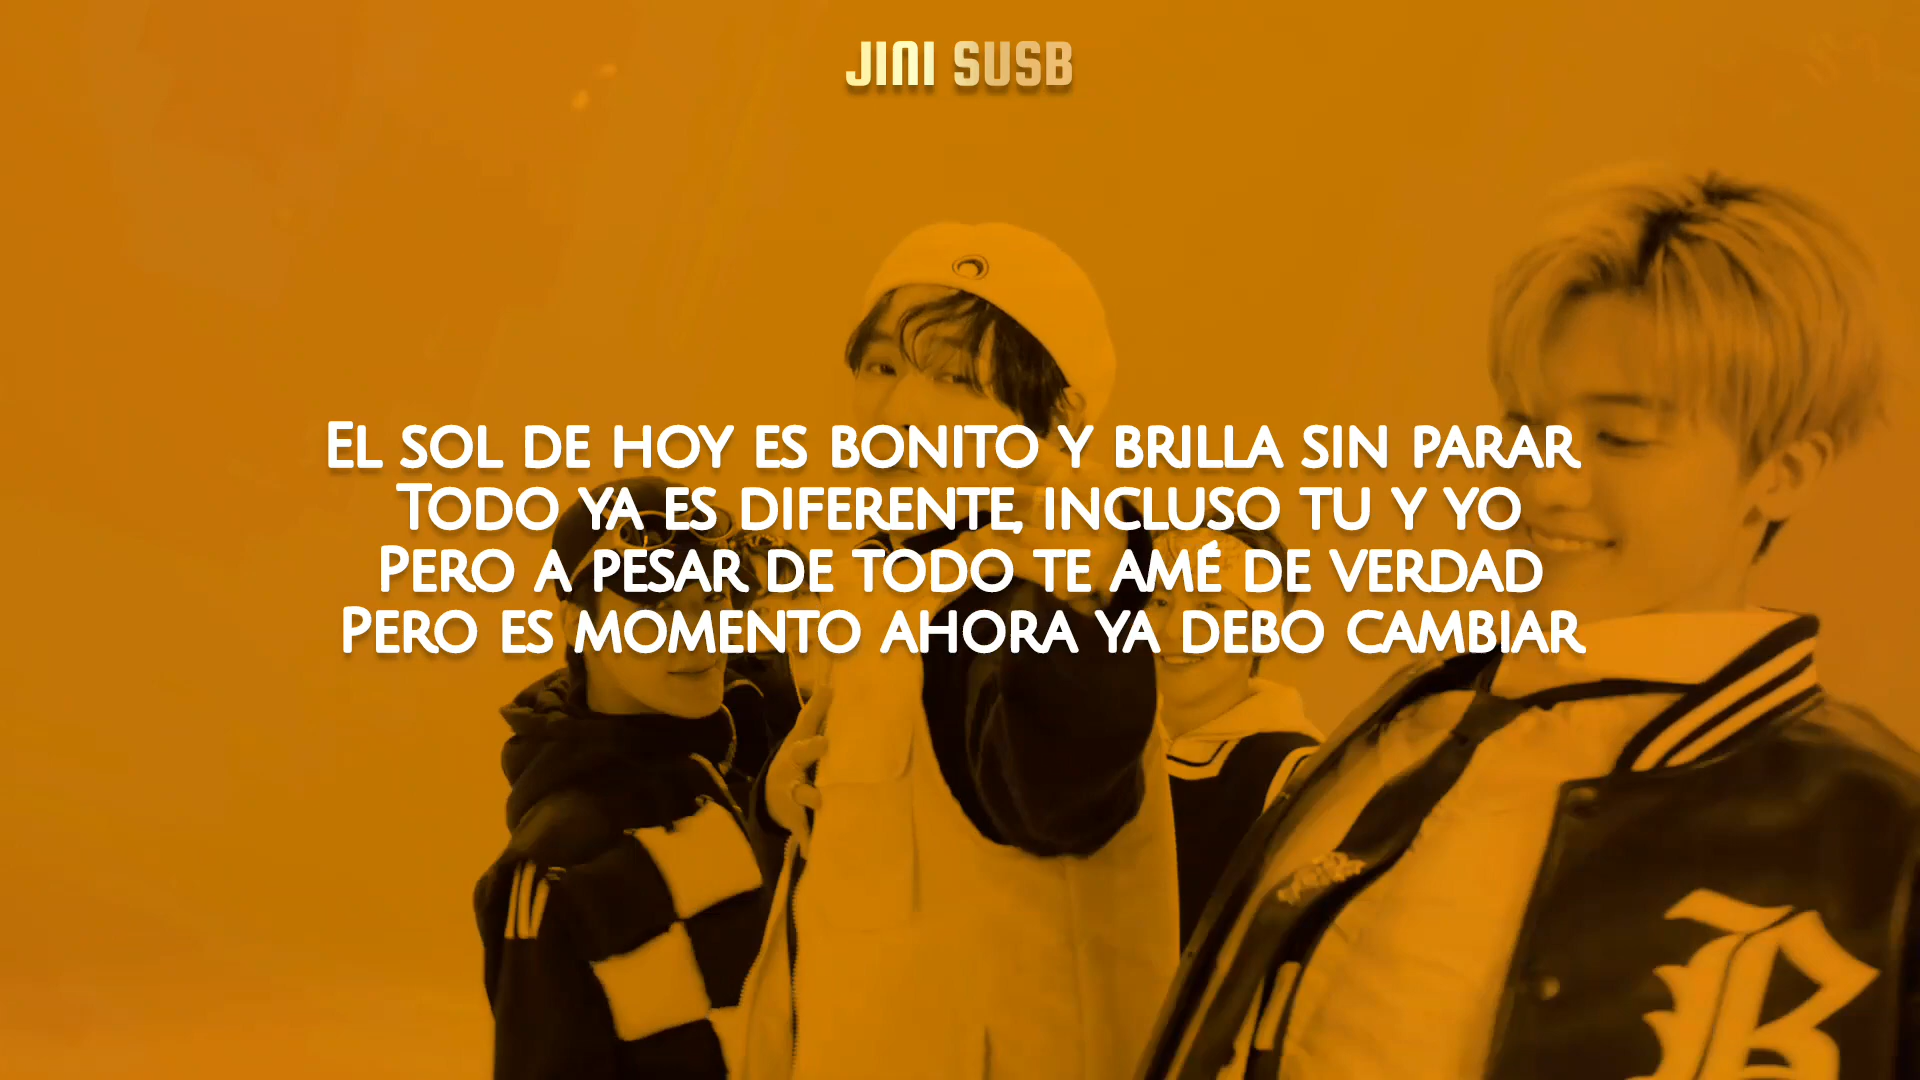 JINI SUSB
El sol de hoy es bonito y brilla sin parar
Todo ya es diferente, incluso tu y yo
Pero a pesar de todo te amé de verdad
Pero es momento ahora ya debo cambiar
B